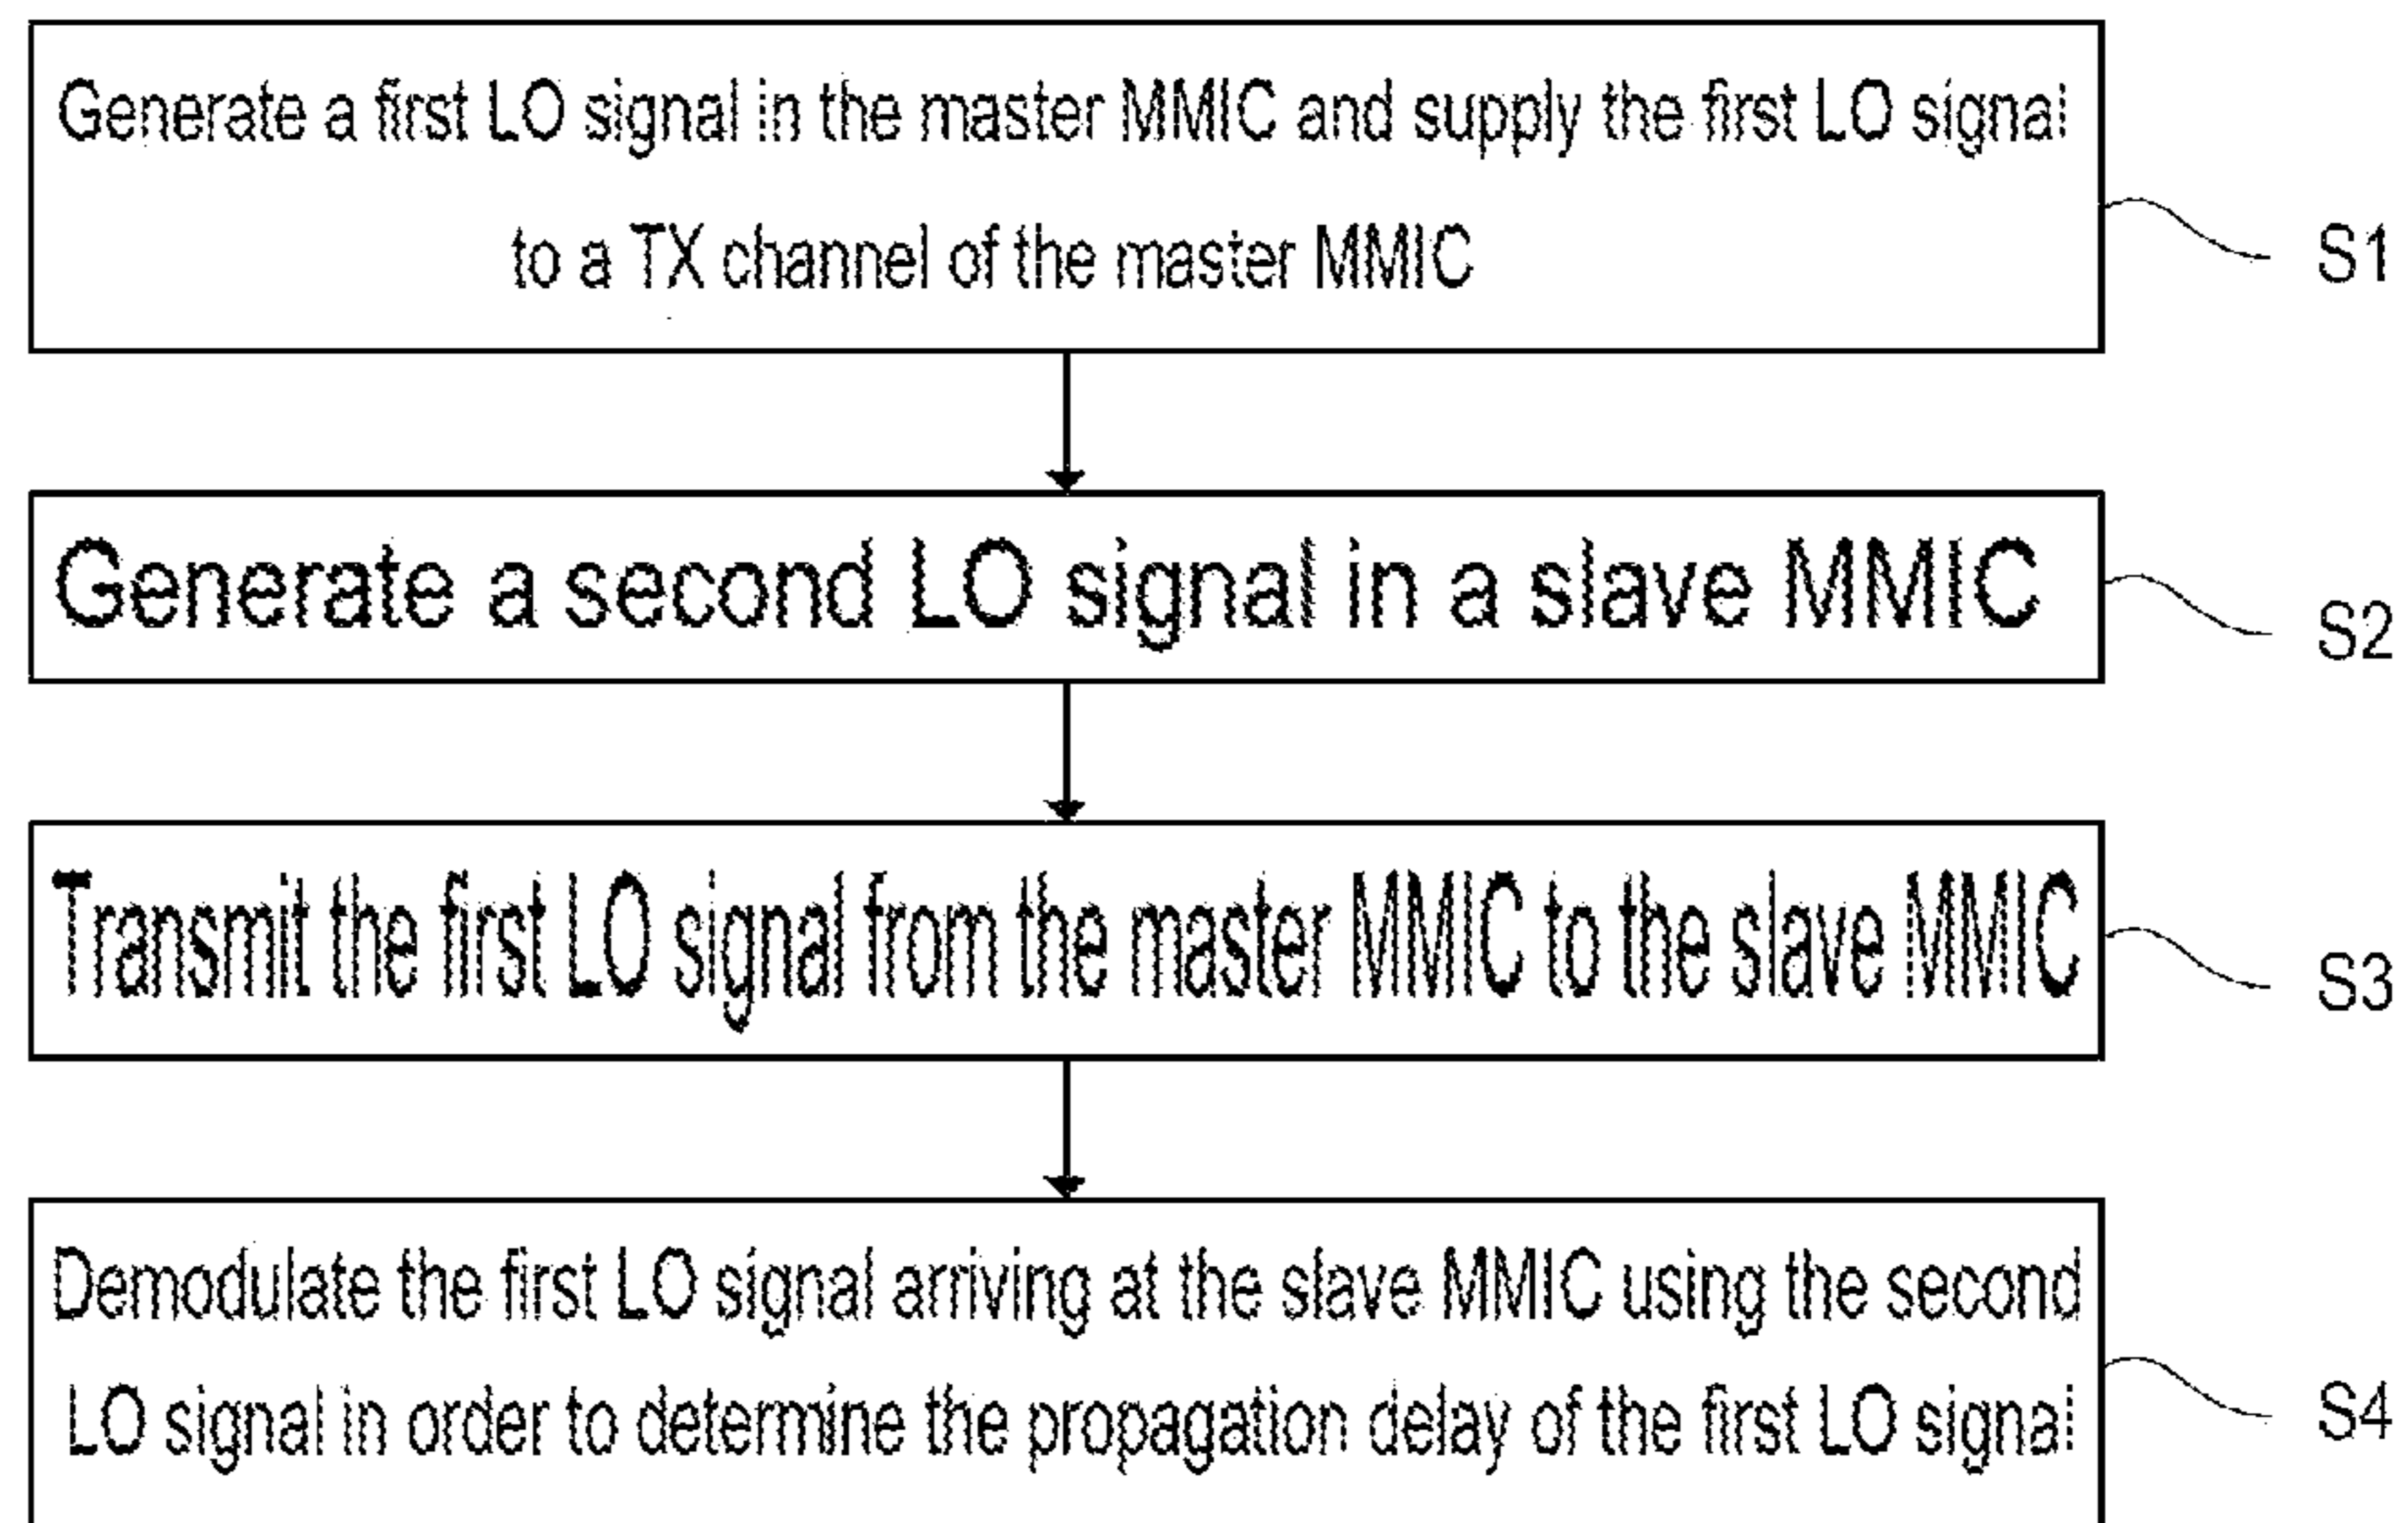 Generate a first LO signal in the master MMIC and supply the first LO signal
to a TX channel of the master MMIC
S1
Generate a second LO signal in a slave MMIC
S2
Transmit the first LO signal from the master MMIC to the slave MMIC
S3
Demodulate the first LO signal arriving at the slave MMIC using the second
LO signal in order to determine the propagation delay of the first LO signal
S4